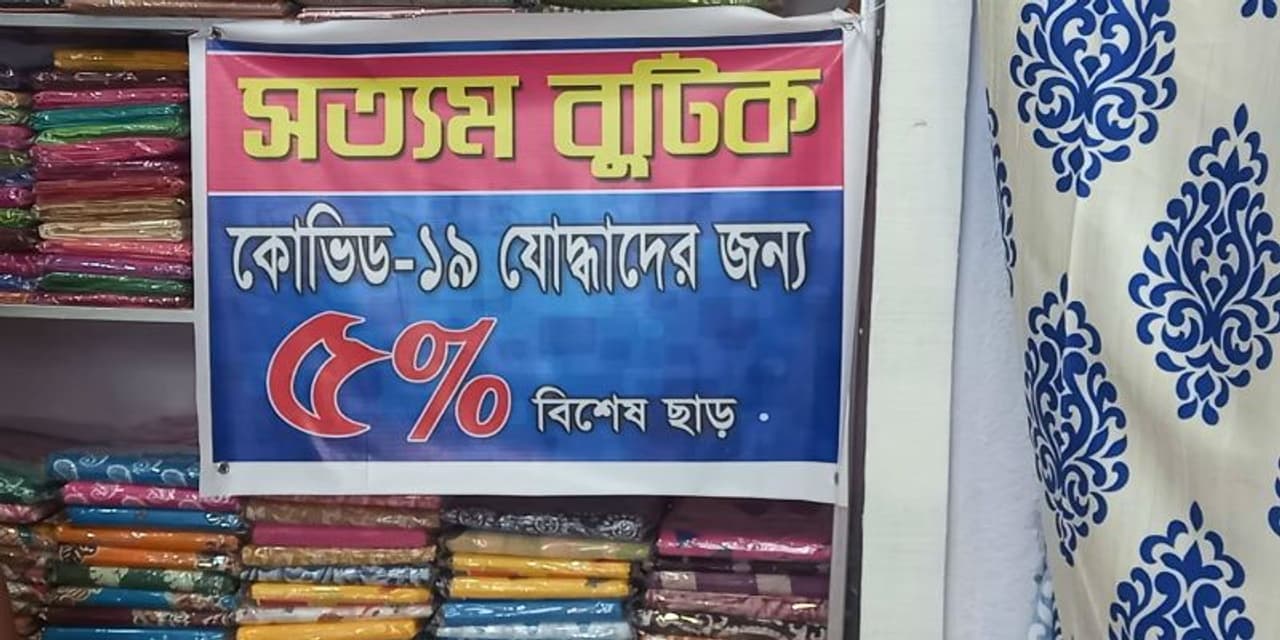 সত্যম বুটিক
কোভিড-১৯ যোদ্ধাদের জন্য
৫% বিশেষ ছাড়